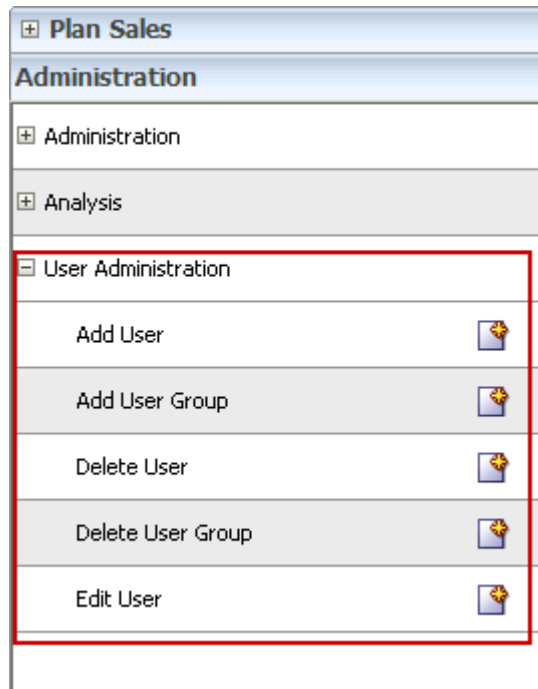 Plan Sales
Administration
Administration
Analysis
User Administration
Add User
Add User Group
Delete User
Delete User Group
Edit User